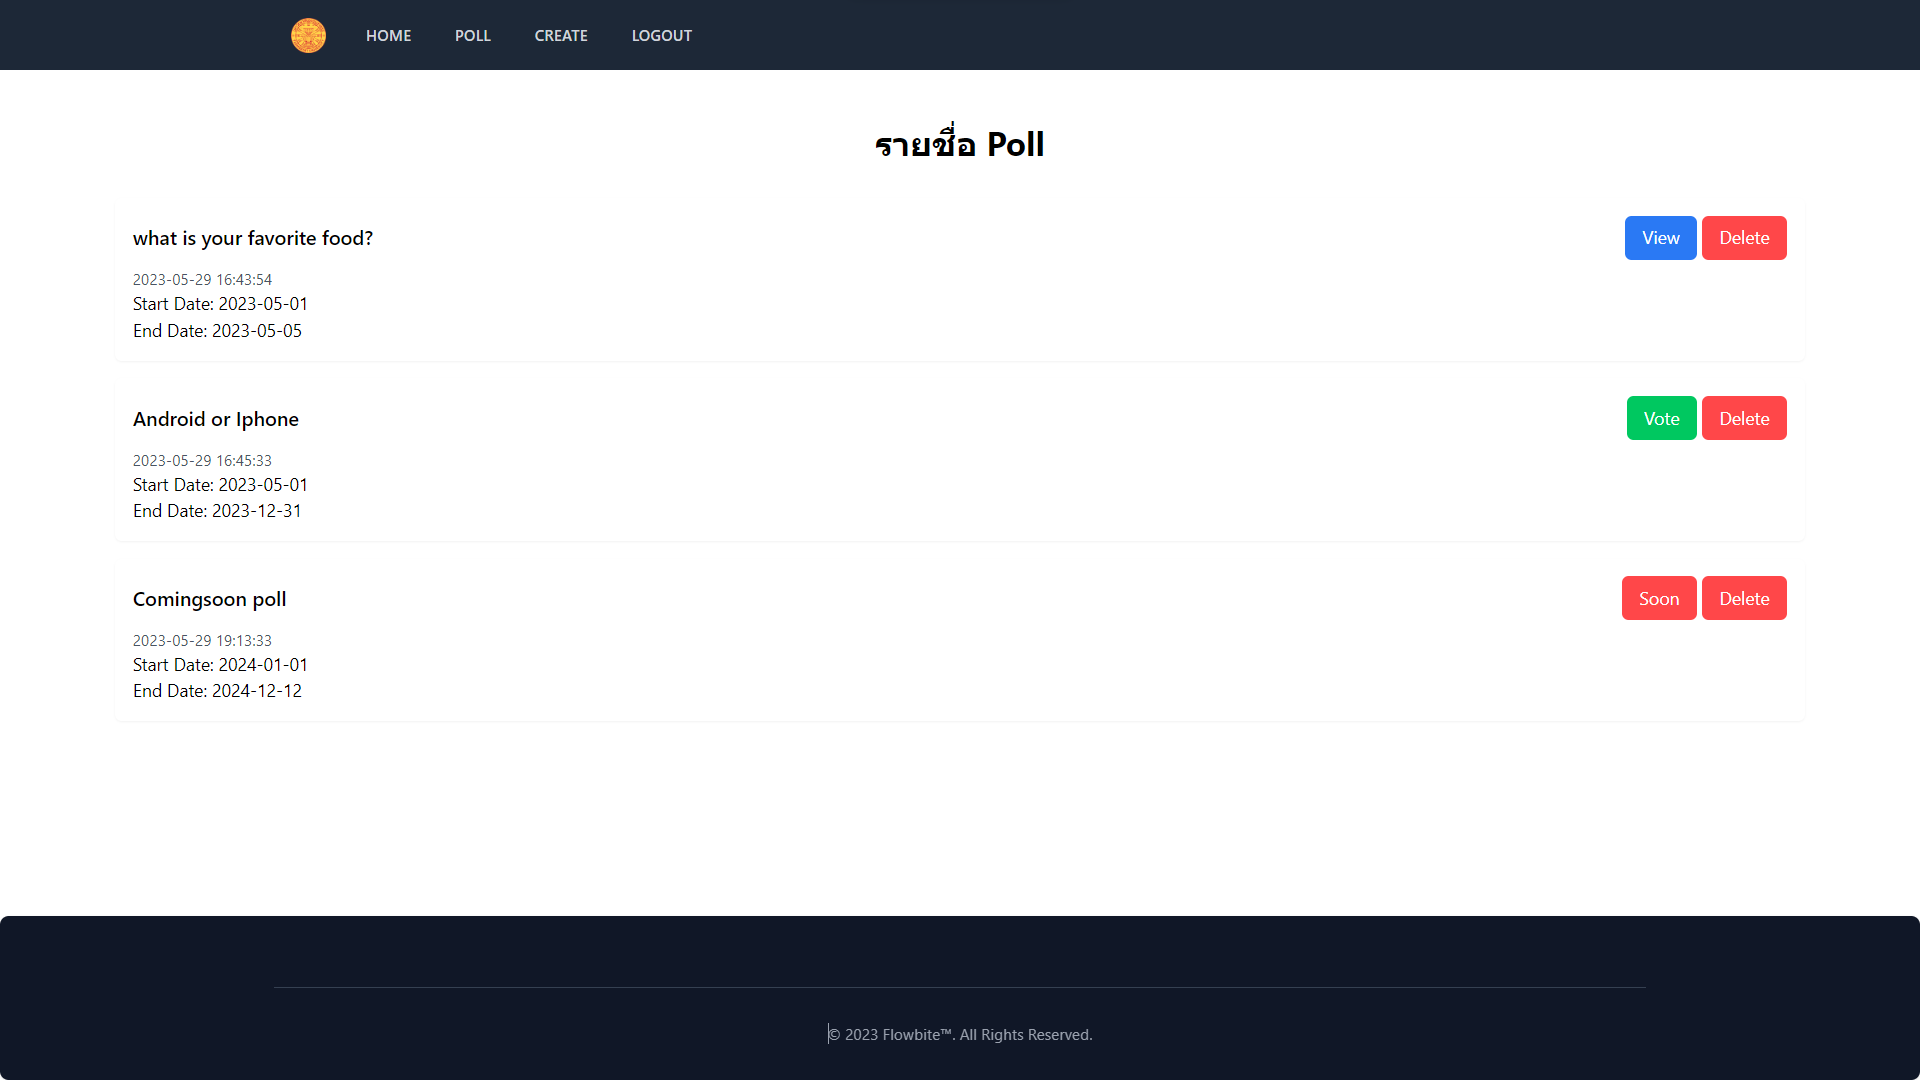 HOME POLL CREATE LOGOUT
รายชื่อ Poll
what is your favorite food? View Delete
2023-05-29 16:43:54
Start Date: 2023-05-01
End Date: 2023-05-05
Android or Iphone Vote Delete
2023-05-29 16:45:33
Start Date: 2023-05-01
End Date: 2023-12-31
Comingsoon poll Soon Delete
2023-05-29 19:13:33
Start Date: 2024-01-01
End Date: 2024-12-12
© 2023 Flowbite™. All Rights Reserved.